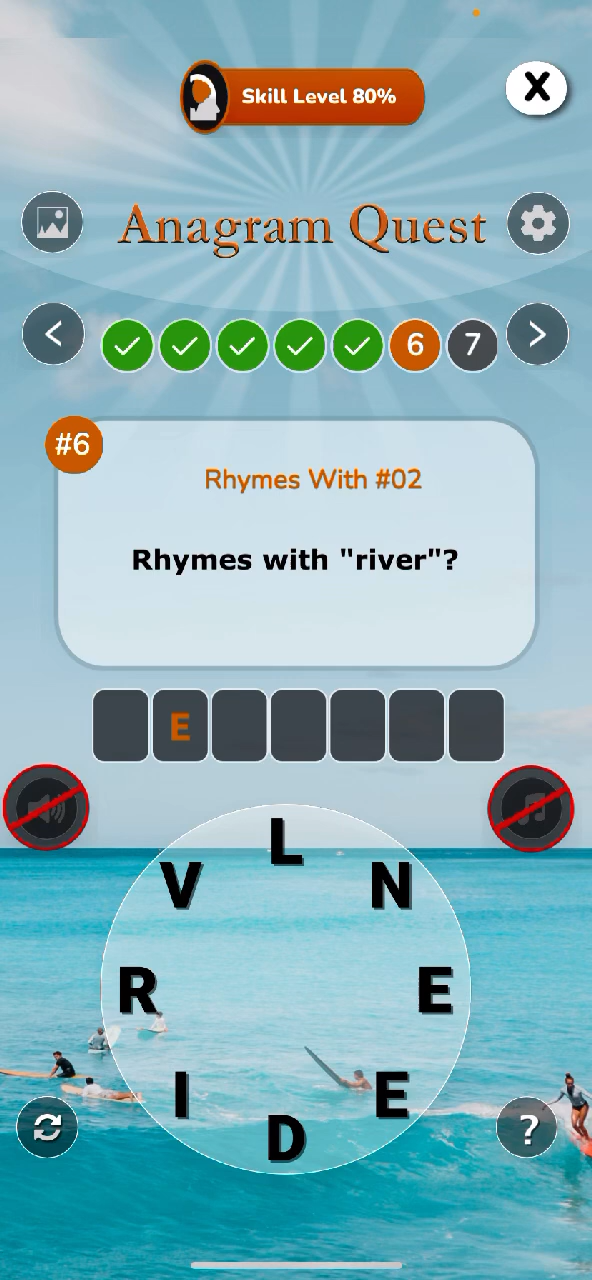 Skill Level 80%
X
Anagram Quest
<
6
7
>
#6
Rhymes With #02
Rhymes with "river"?
E
L
V
N
R
E
I
E
D
?